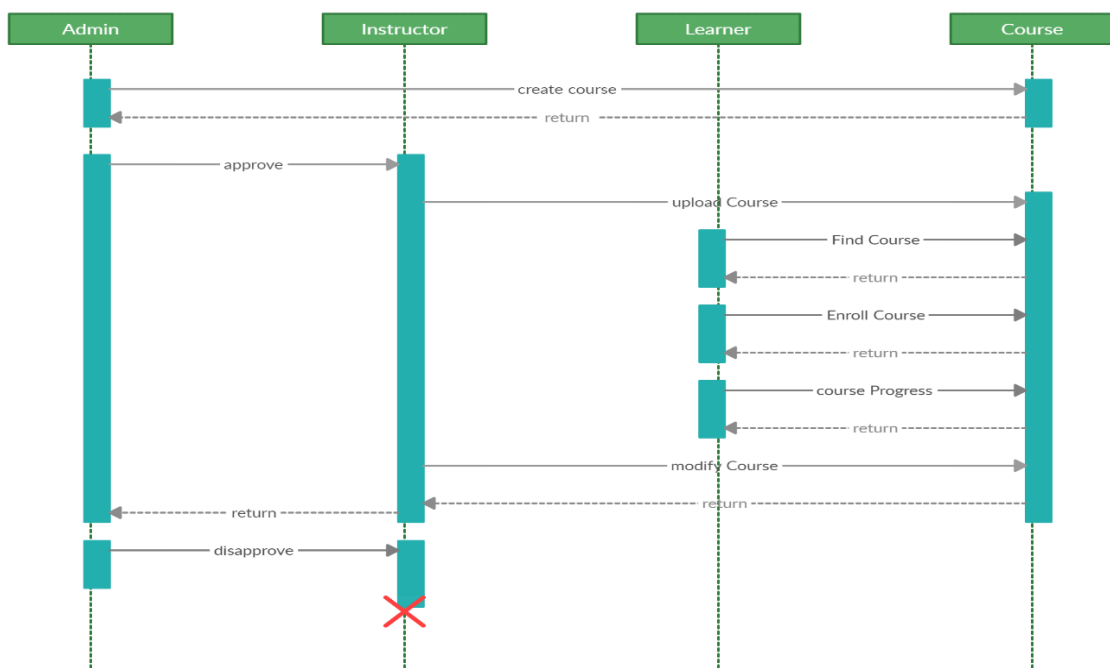 Admin
Instructor
Learner
Course
create course
return
approve
upload Course
Find Course
return
Enroll Course
return
course Progress
return
modify Course
return
return
disapprove